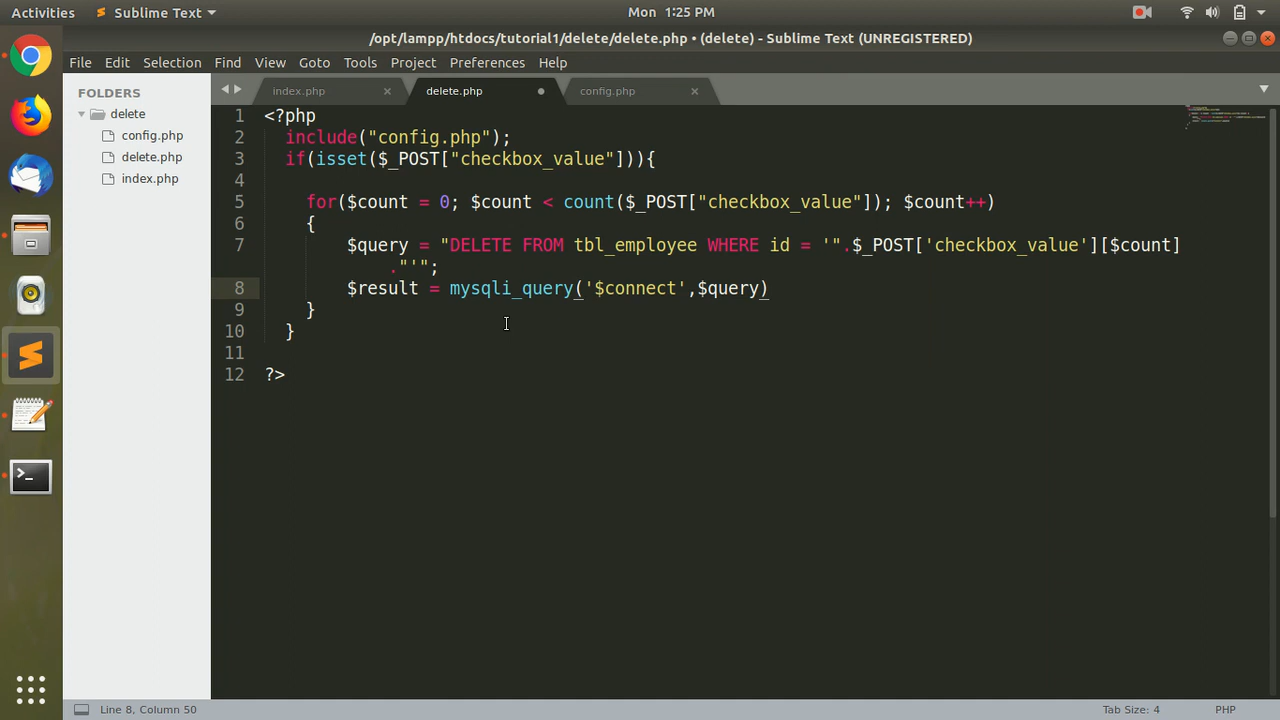 Activities Sublime Text Mon 1:25 PM
/opt/lampp/htdocs/tutorial1/delete/delete.php • (delete) - Sublime Text (UNREGISTERED)
File Edit Selection Find View Goto Tools Project Preferences Help
FOLDERS
delete
config.php
delete.php
index.php
index.php delete.php config.php
1 <?php
2 include("config.php");
3 if(isset($_POST["checkbox_value"])){
4
5 for($count = 0; $count < count($_POST["checkbox_value"]); $count++)
6 {
7 $query = "DELETE FROM tbl_employee WHERE id = '".$_POST['checkbox_value'][$count]
."'";
8 $result = mysqli_query('$connect',$query)
9 }
10 }
11
12 ?>
Line 8, Column 50 Tab Size: 4 PHP